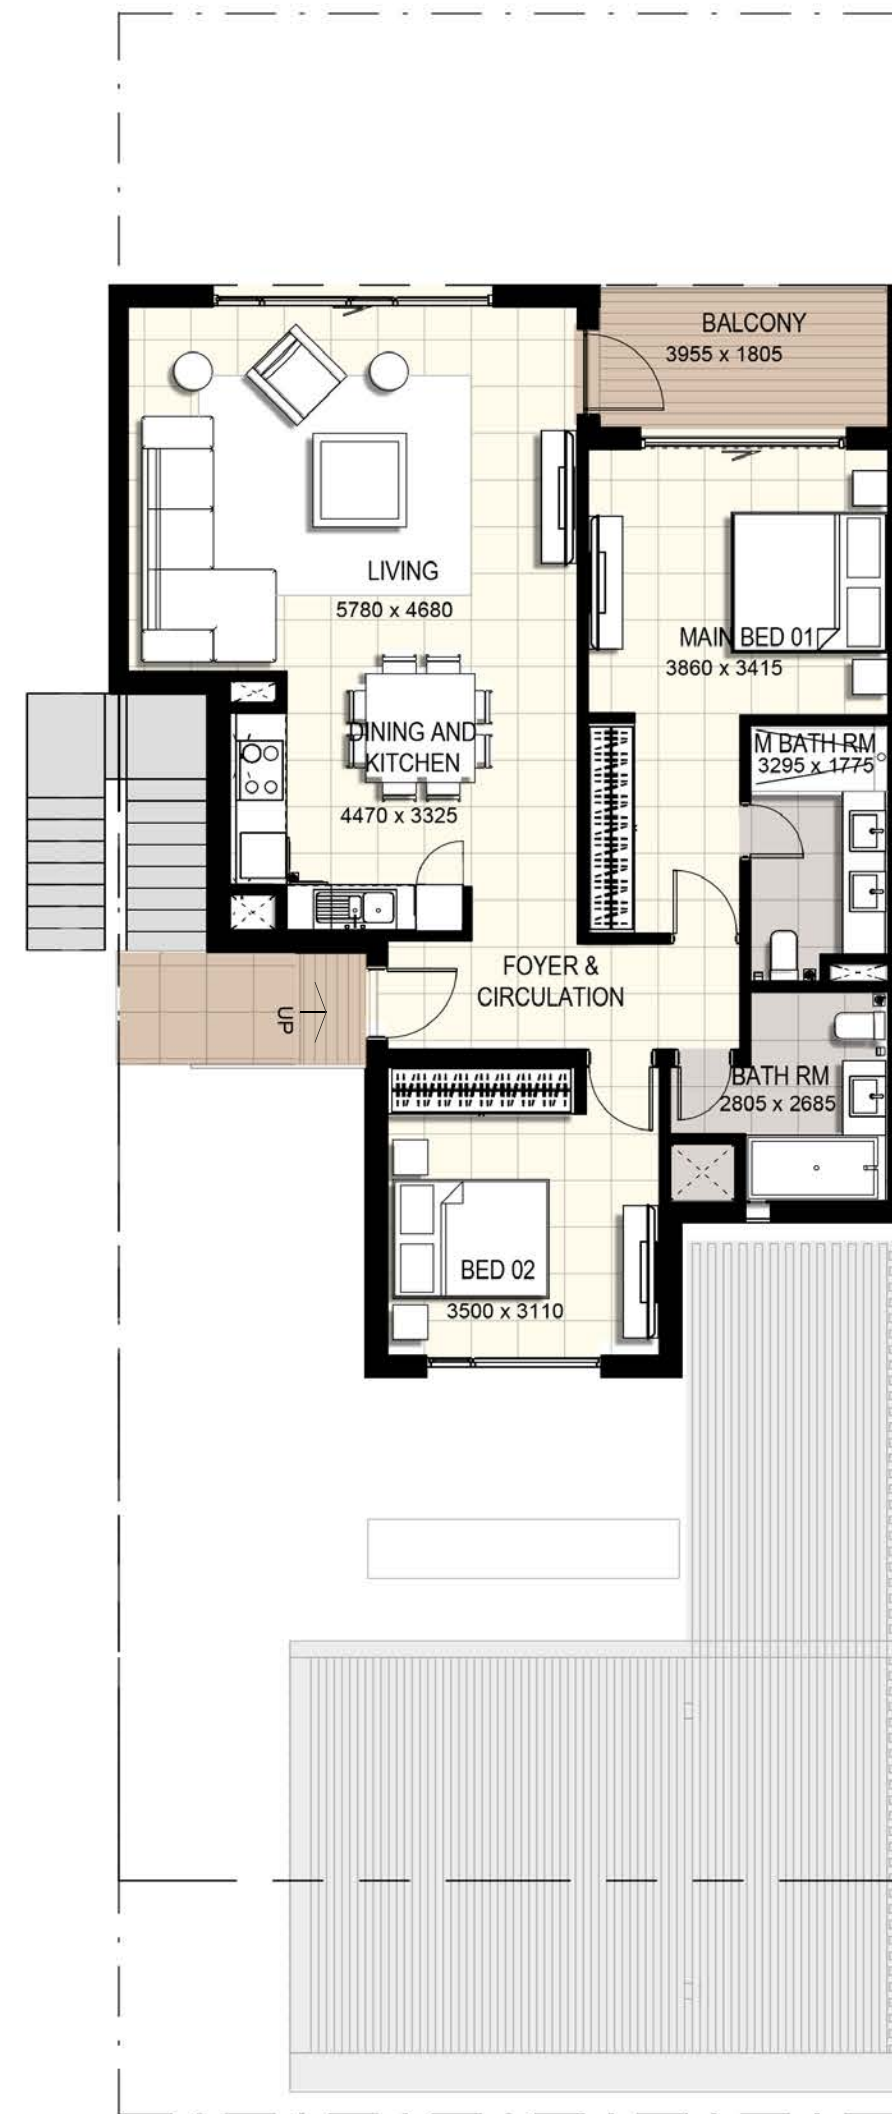 BALCONY
3955 x 1805
LIVING
5780 x 4680
MAIN BED 01
3860 x 3415
DINING AND
KITCHEN
4470 x 3325
M BATH RM
3295 x 1775
FOYER &
CIRCULATION
UP
BATH RM
2805 x 2685
BED 02
3500 x 3110